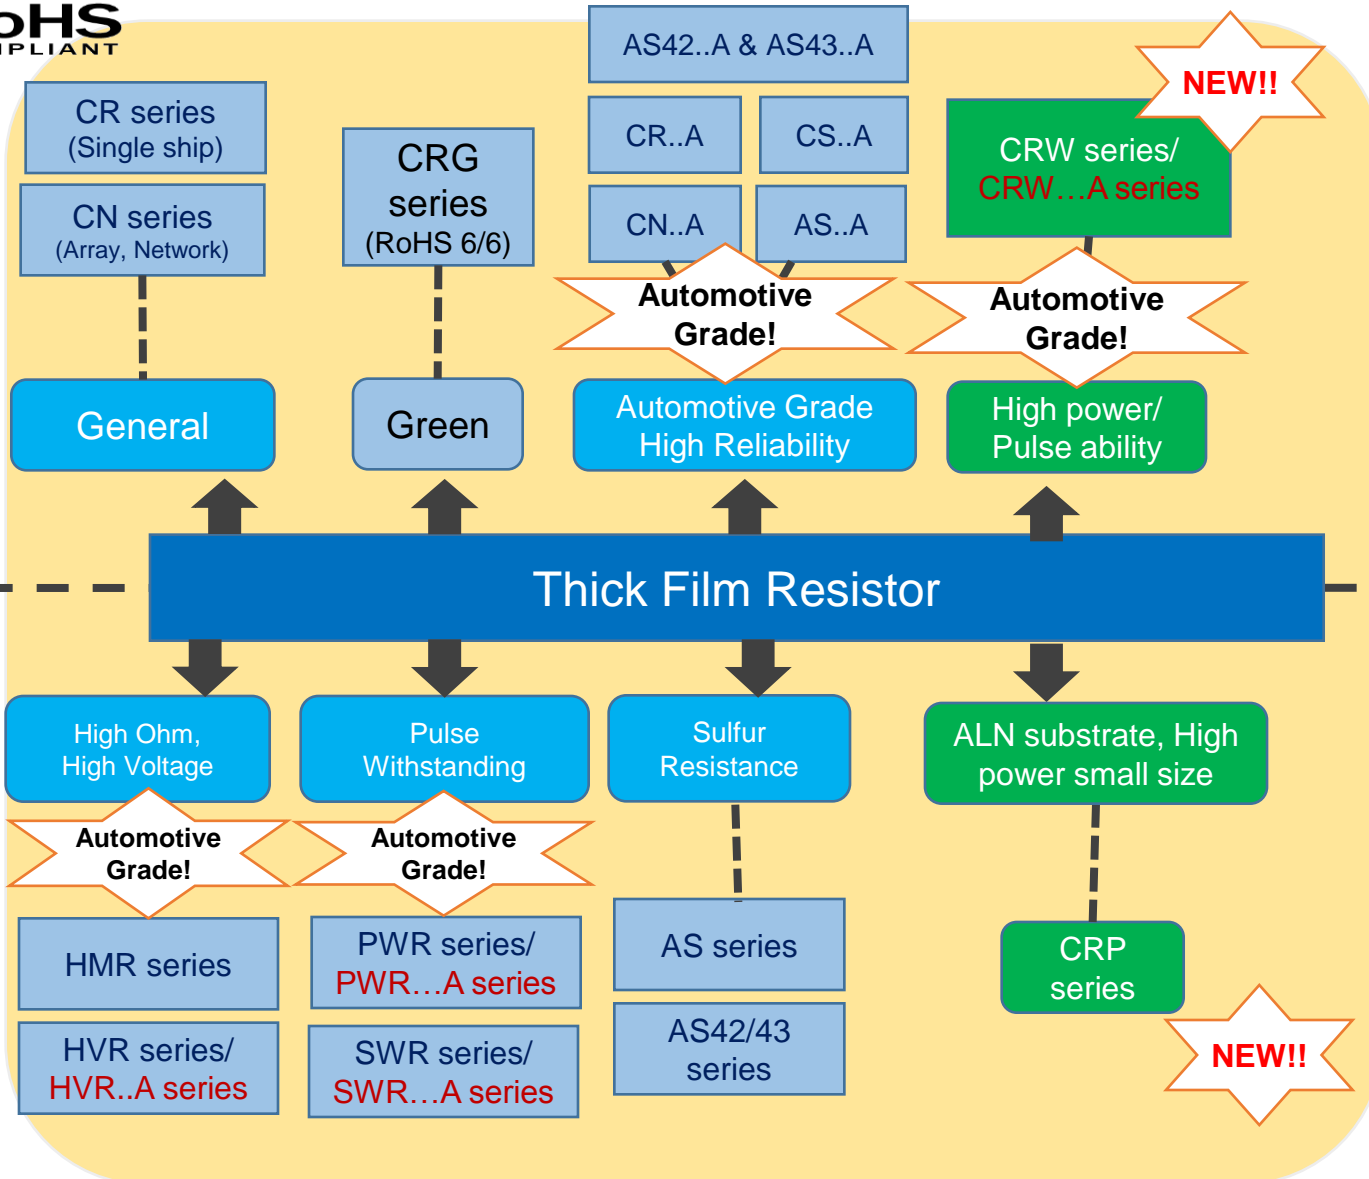 oHS
MPLIANT
CR series
(Single ship)
CN series
(Array, Network)
CRG
series
(RoHS 6/6)
AS42..A & AS43..A
CR..A
CS..A
CN..A
AS..A
NEW!!
CRW series/
CRW...A series
Automotive
Grade!
Automotive
Grade!
General
Green
Automotive Grade
High Reliability
High power/
Pulse ability
Thick Film Resistor
High Ohm,
High Voltage
Pulse
Withstanding
Sulfur
Resistance
ALN substrate, High
power small size
Automotive
Grade!
Automotive
Grade!
HMR series
HVR series/
HVR..A series
PWR series/
PWR…A series
SWR series/
SWR…A series
AS series
AS42/43
series
CRP
series
NEW!!